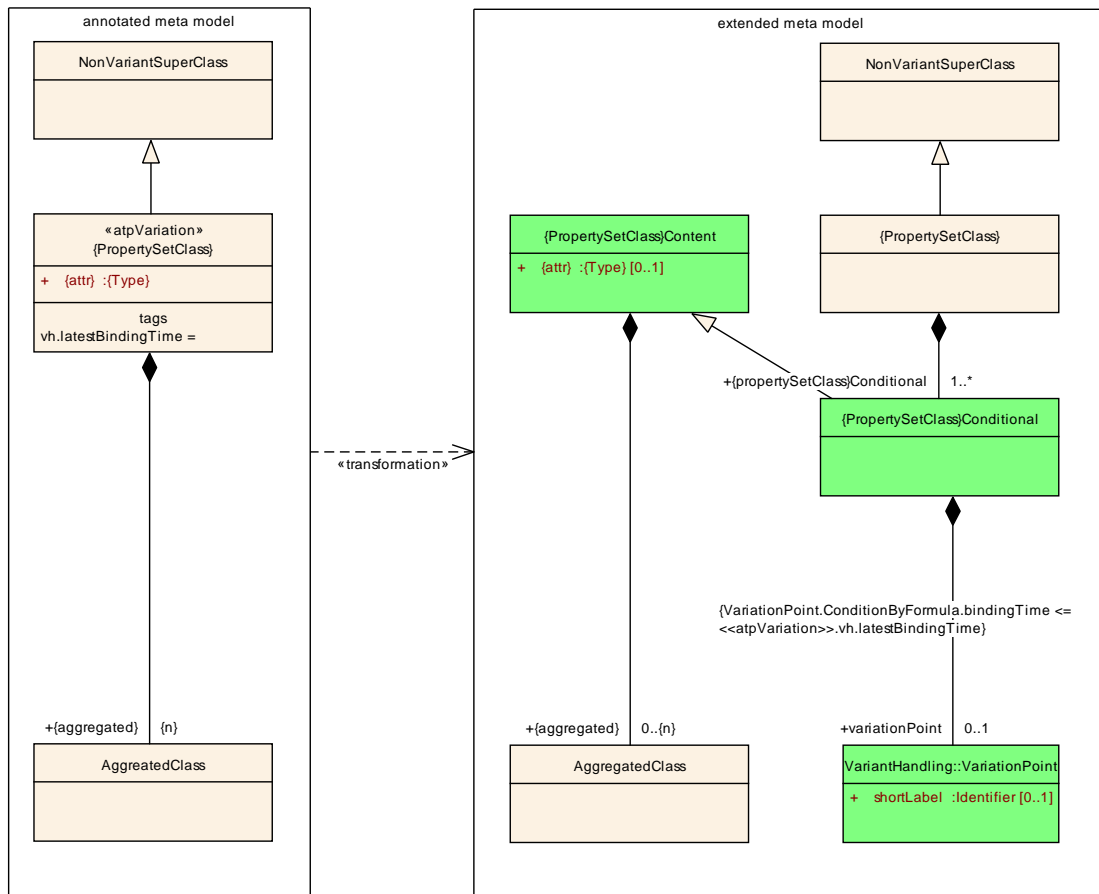 annotated meta model
NonVariantSuperClass
«atpVariation»
{PropertySetClass}
+ {attr} :{Type}
tags
vh.latestBindingTime =
+{aggregated} {n}
AggreatedClass
«transformation»
extended meta model
NonVariantSuperClass
{PropertySetClass}Content
+ {attr} :{Type} [0..1]
{PropertySetClass}
+{propertySetClass}Conditional 1..*
{PropertySetClass}Conditional
{VariationPoint.ConditionByFormula.bindingTime <=
<<atpVariation>>.vh.latestBindingTime}
+{aggregated} 0..{n}
AggregatedClass
+variationPoint 0..1
VariantHandling::VariationPoint
+ shortLabel :Identifier [0..1]